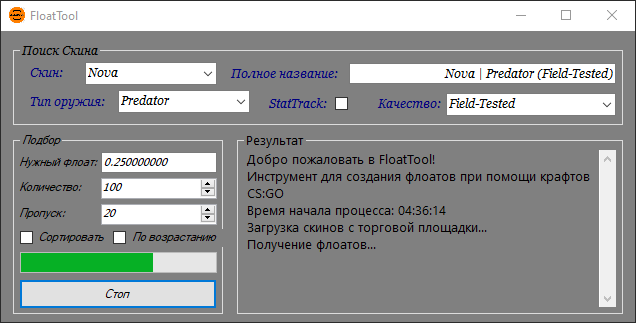 FloatTool
Поиск Скина
Скин: Nova Полное название: Nova | Predator (Field-Tested)
Тип оружия: Predator StatTrack: Качество: Field-Tested
Подбор
Нужный флоат: 0.250000000
Количество: 100
Пропуск: 20
Сортировать По возрастанию
Стоп
Результат
Добро пожаловать в FloatTool!
Инструмент для создания флоатов при помощи крафтов
CS:GO
Время начала процесса: 04:36:14
Загрузка скинов с торговой площадки...
Получение флоатов...